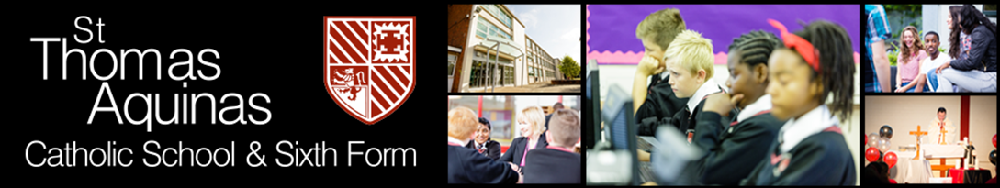 St
Thomas
Aquinas
Catholic School & Sixth Form